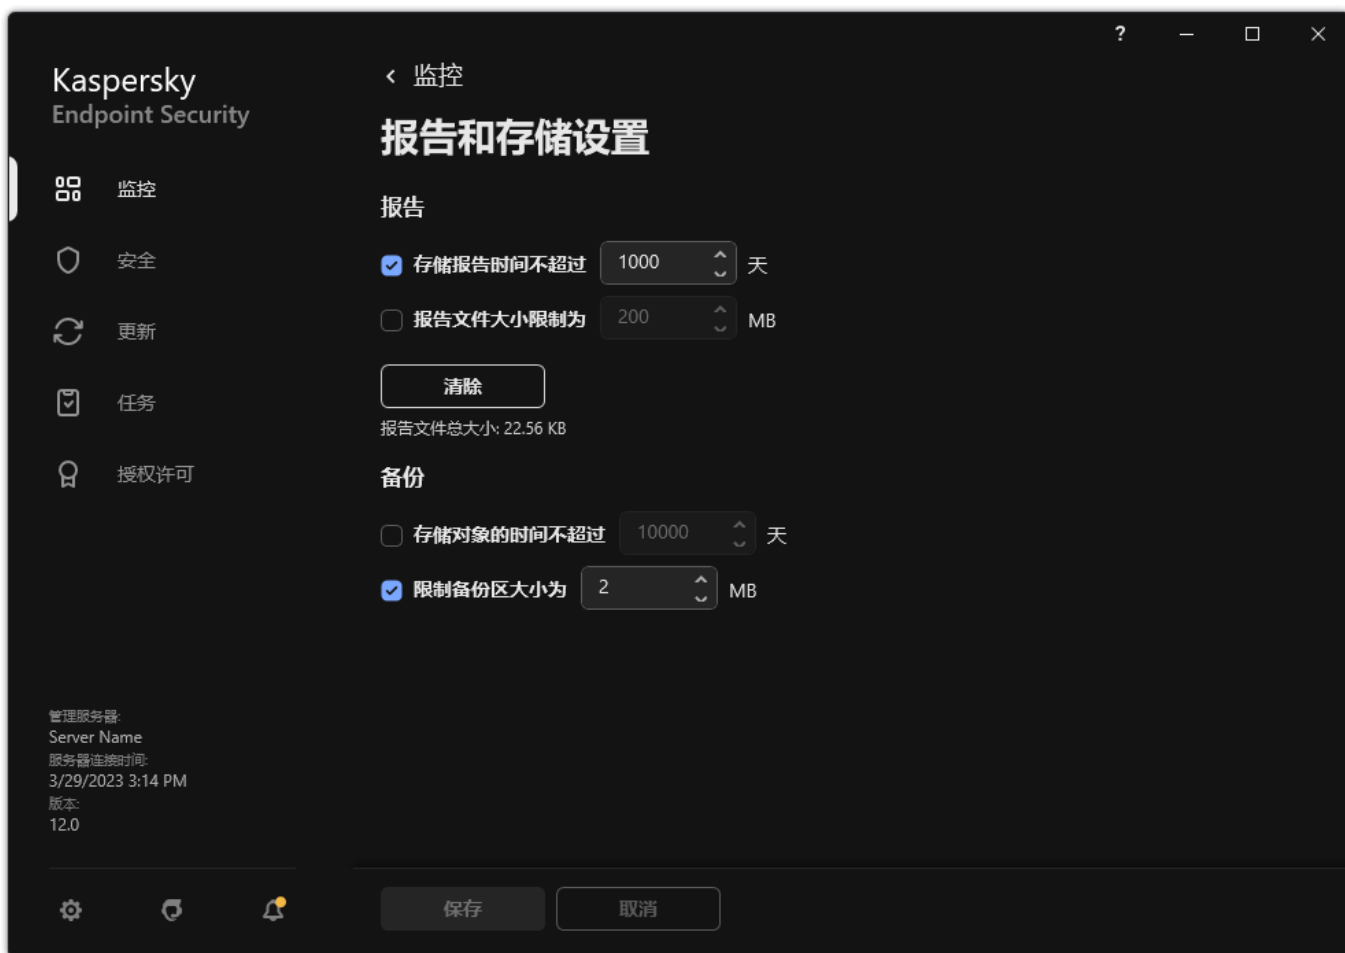 ?
Kaspersky
Endpoint Security
监控
安全
更新
任务
授权许可
管理服务器:
Server Name
服务器连接时间:
3/29/2023 3:14 PM
版本:
12.0
监控
报告和存储设置
报告
存储报告时间不超过 1000 天
报告文件大小限制为 200 MB
清除
报告文件总大小: 22.56 KB
备份
存储对象的时间不超过 10000 天
限制备份区大小为 2 MB
保存 取消